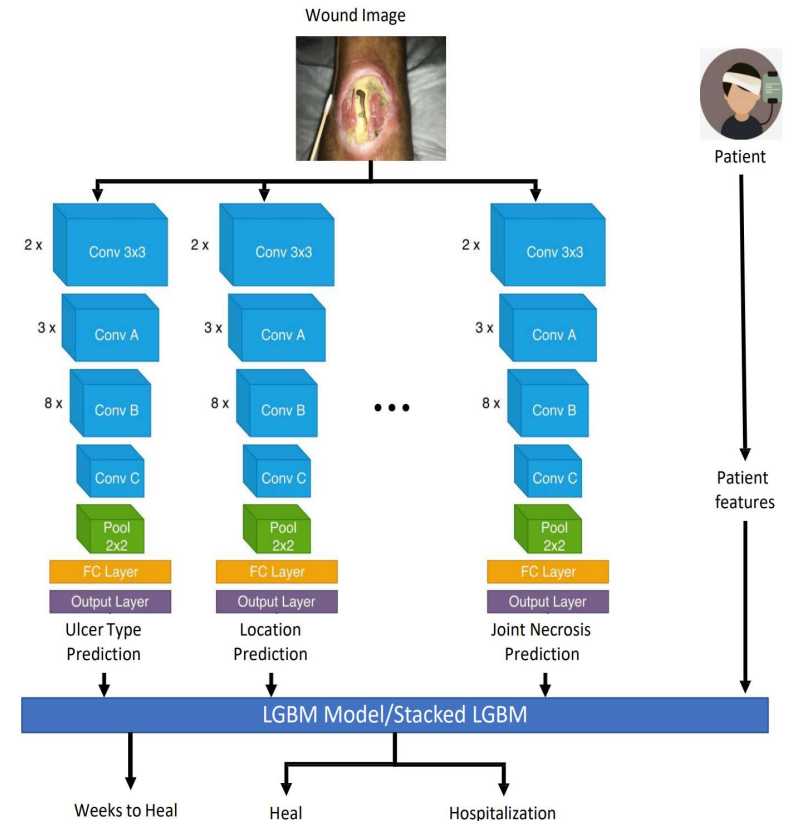 Wound Image
Patient
2 x Conv 3x3 2 x Conv 3x3 2 x Conv 3x3
3 x Conv A 3 x Conv A 3 x Conv A
8 x Conv B 8 x Conv B ... 8 x Conv B
Conv C Conv C Conv C
Patient
features
Pool Pool Pool
2x2 2x2 2x2
FC Layer FC Layer FC Layer
Output Layer Output Layer Output Layer
Ulcer Type Location Joint Necrosis
Prediction Prediction Prediction
LGBM Model/Stacked LGBM
Weeks to Heal Heal Hospitalization